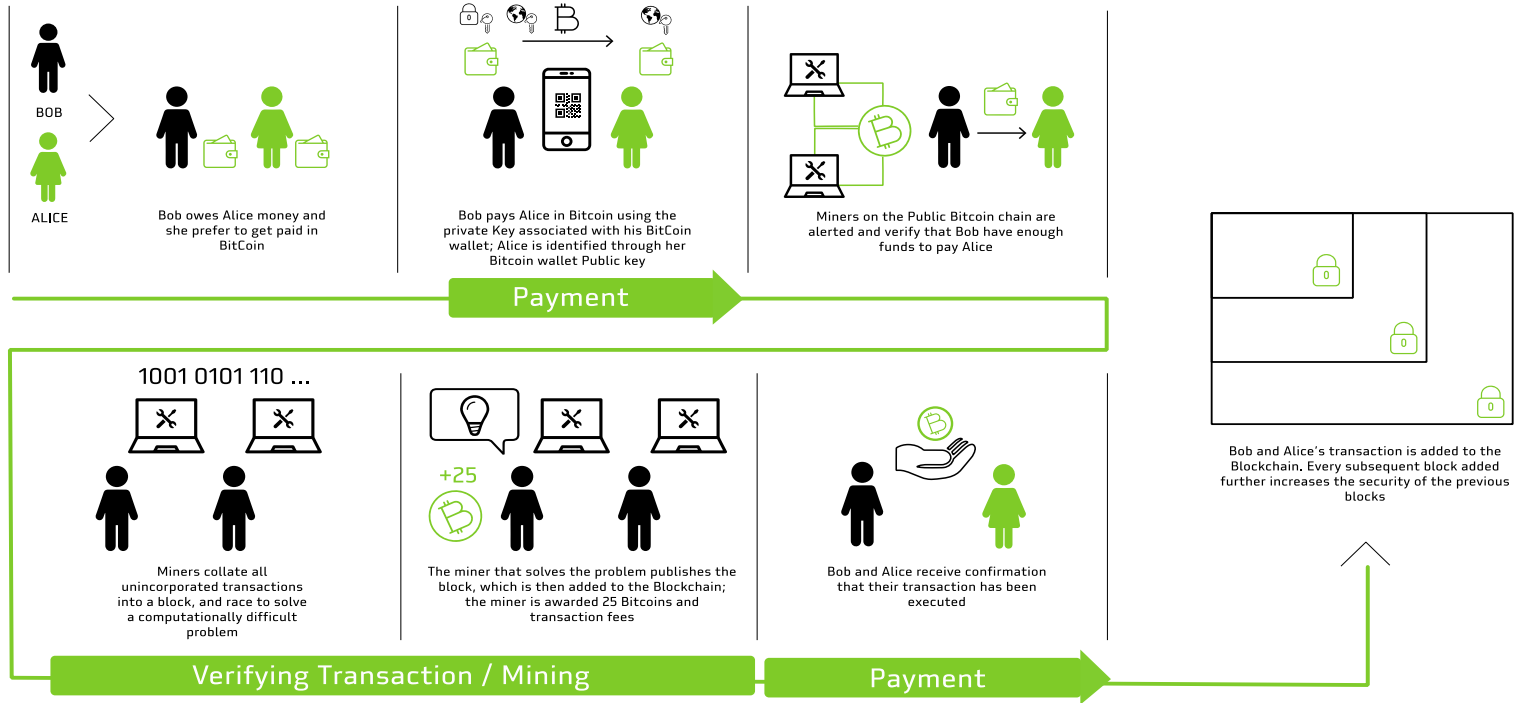 BOB
ALICE
Bob owes Alice money and
she prefer to get paid in
BitCoin
0
Bob pays Alice in Bitcoin using the
private Key associated with his BitCoin
wallet; Alice is identified through her
Bitcoin wallet Public key
Miners on the Public Bitcoin chain are
alerted and verify that Bob have enough
funds to pay Alice
Payment
1001 0101 110 ...
Miners collate all
unincorporated transactions
into a block, and race to solve
a computationally difficult
problem
+25
The miner that solves the problem publishes the
block, which is then added to the Blockchain;
the miner is awarded 25 Bitcoins and
transaction fees
Bob and Alice receive confirmation
that their transaction has been
executed
Verifying Transaction / Mining
Payment
0
0
0
Bob and Alice's transaction is added to the
Blockchain. Every subsequent block added
further increases the security of the previous
blocks